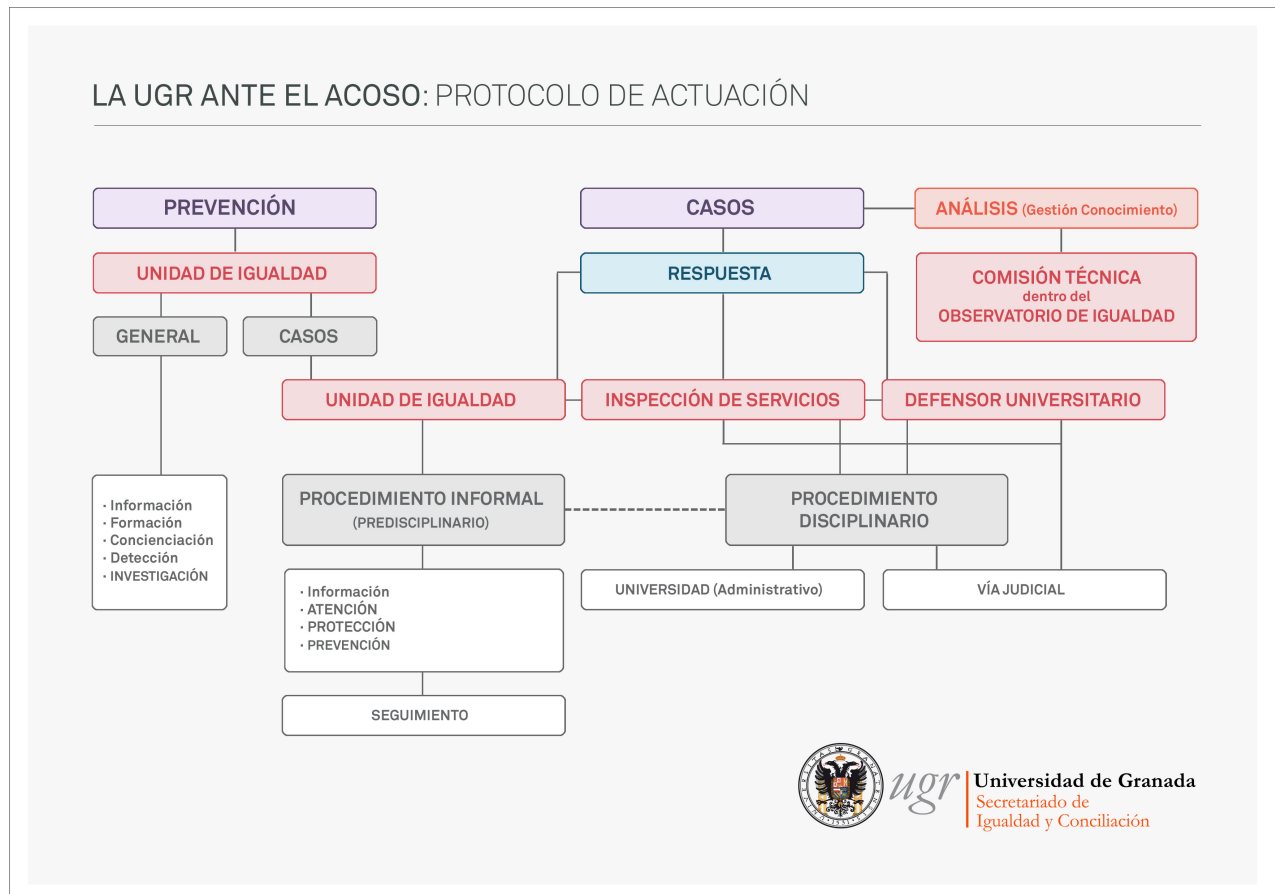 LA UGR ANTE EL ACOSO: PROTOCOLO DE ACTUACIÓN
PREVENCIÓN
CASOS
ANÁLISIS (Gestión Conocimiento)
UNIDAD DE IGUALDAD
RESPUESTA
COMISIÓN TÉCNICA
dentro del
OBSERVATORIO DE IGUALDAD
GENERAL
CASOS
UNIDAD DE IGUALDAD
INSPECCIÓN DE SERVICIOS
DEFENSOR UNIVERSITARIO
· Información
· Formación
· Concienciación
· Detección
· INVESTIGACIÓN
PROCEDIMIENTO INFORMAL
(PREDISCIPLINARIO)
PROCEDIMIENTO
DISCIPLINARIO
· Información
· ATENCIÓN
· PROTECCIÓN
· PREVENCIÓN
UNIVERSIDAD (Administrativo)
VÍA JUDICIAL
SEGUIMIENTO
ugr
Universidad de Granada
Secretariado de
Igualdad y Conciliación